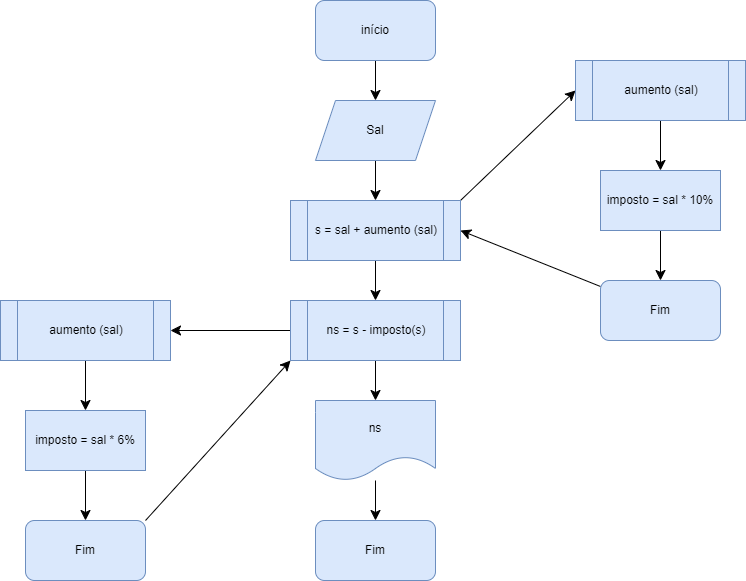 início
Sal
s = sal + aumento (sal)
ns = s - imposto(s)
ns
Fim
aumento (sal)
imposto = sal * 10%
Fim
aumento (sal)
imposto = sal * 6%
Fim